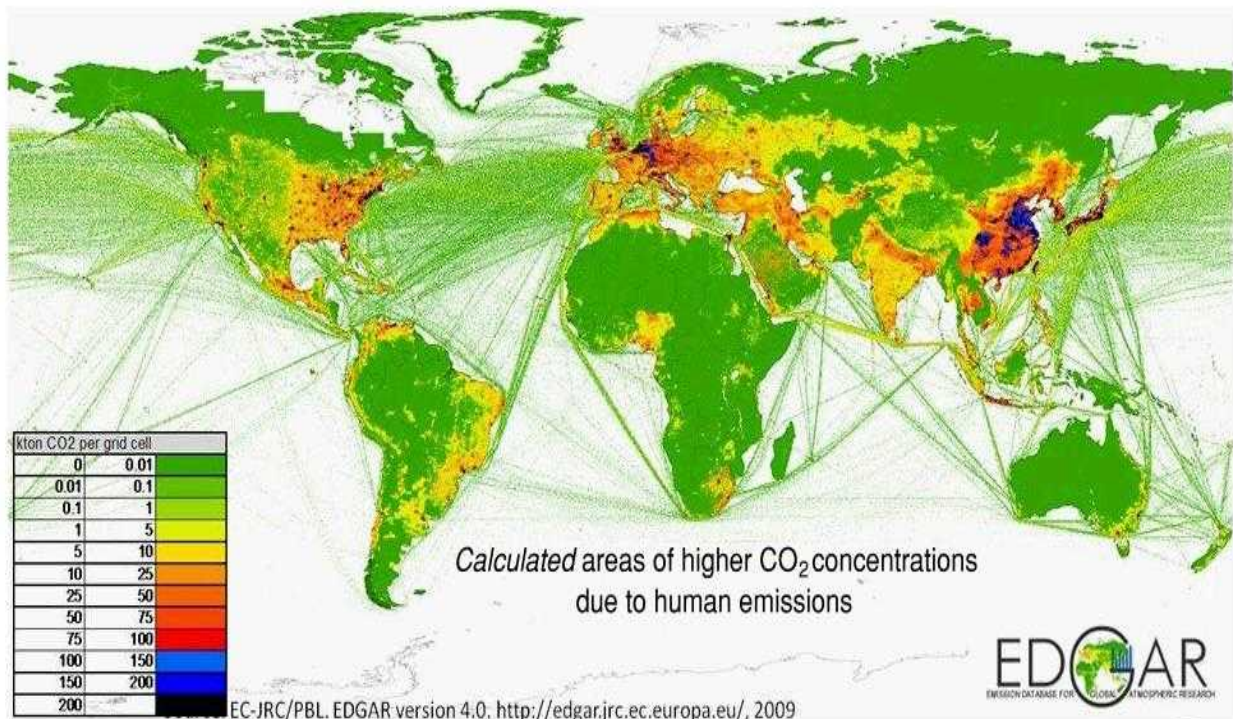 kton CO2 per grid cell
0 0.01
0.01 0.1
0.1 1
1 5
5 10
10 25
25 50
50 75
75 100
100 150
150 200
200
Calculated areas of higher CO₂ concentrations
due to human emissions
EDGAR
EMISSION DATABASE FOR GLOBAL ATMOSPHERIC RESEARCH
EC-JRC/PBL. EDGAR version 4.0. http://edgar.jrc.ec.europa.eu/, 2009